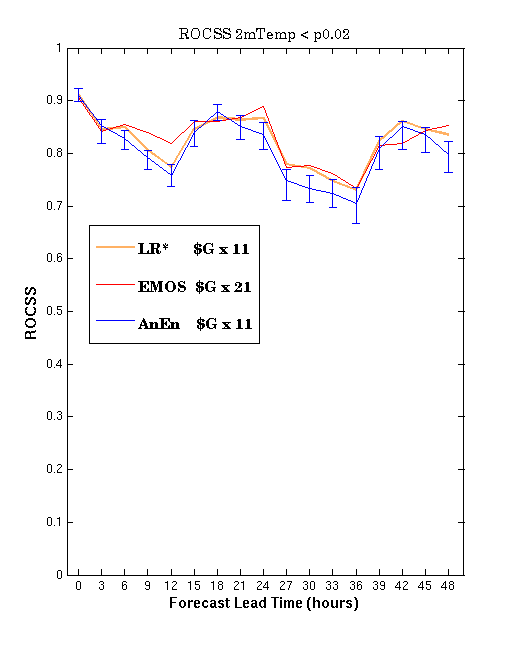 ROCSS 2mTemp < p0.02
1
0.9
0.8
0.7
0.6
0.5
0.4
0.3
0.2
0.1
0
ROCSS
LR* $G x 11
EMOS $G x 21
AnEn $G x 11
0 3 6 9 12 15 18 21 24 27 30 33 36 39 42 45 48
Forecast Lead Time (hours)